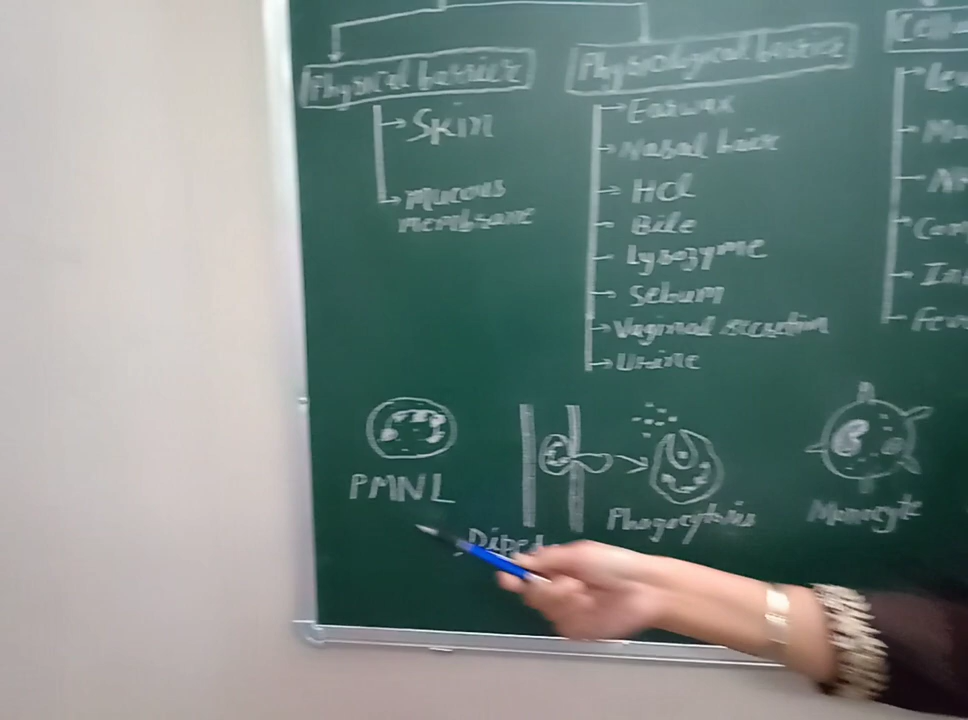 Physical barrier
Skin
Mucous
membrane
Physiological barrier
Earwax
Nasal hair
HCl
Bile
Lysozyme
Sebum
Vaginal secretion
Urine
PMNL
Phagocytosis
Monocyte